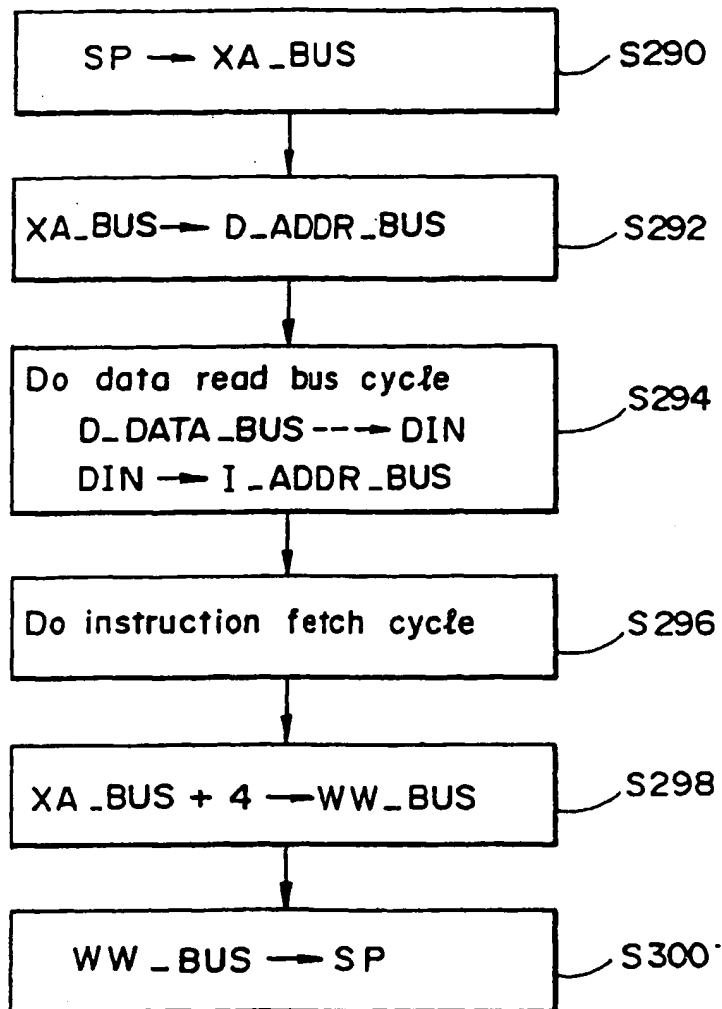 SP → XA_BUS
S290
XA_BUS → D_ADDR_BUS
S292
Do data read bus cycle
D_DATA_BUS ---→ DIN
DIN → I_ADDR_BUS
S294
Do instruction fetch cycle
S296
XA_BUS + 4 → WW_BUS
S298
WW_BUS → SP
S300